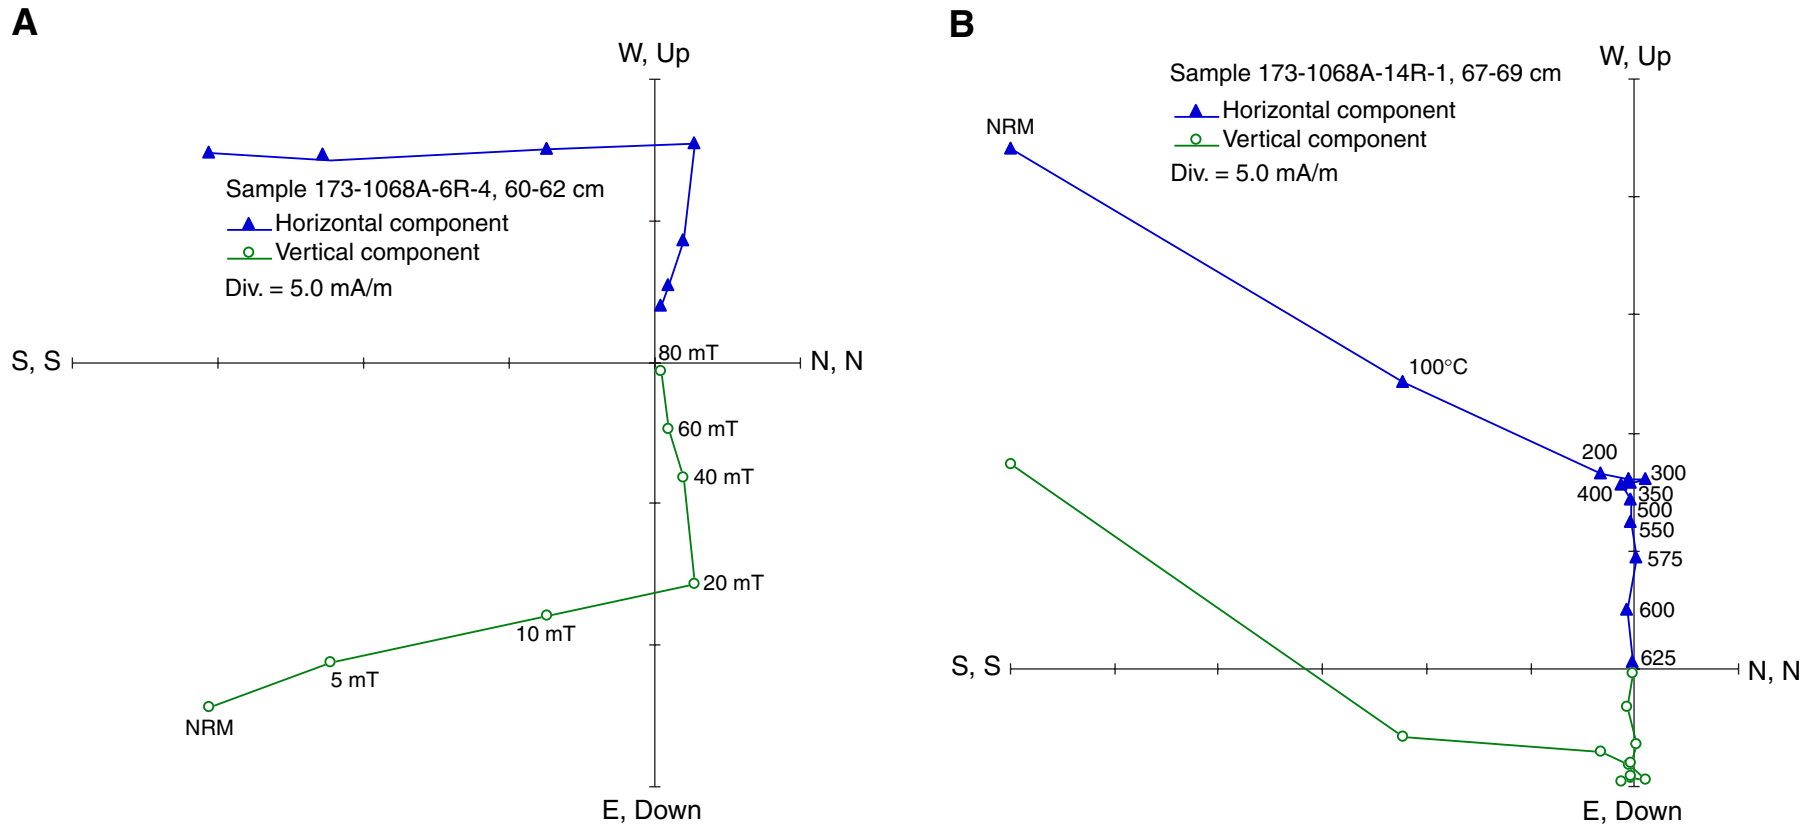 A
W, Up
Sample 173-1068A-6R-4, 60-62 cm
Horizontal component
Vertical component
Div. = 5.0 mA/m
S, S
N, N
80 mT
60 mT
40 mT
20 mT
10 mT
5 mT
NRM
E, Down
B
W, Up
Sample 173-1068A-14R-1, 67-69 cm
Horizontal component
Vertical component
Div. = 5.0 mA/m
NRM
100°C
200
300
400
350
500
550
575
600
625
S, S
N, N
E, Down